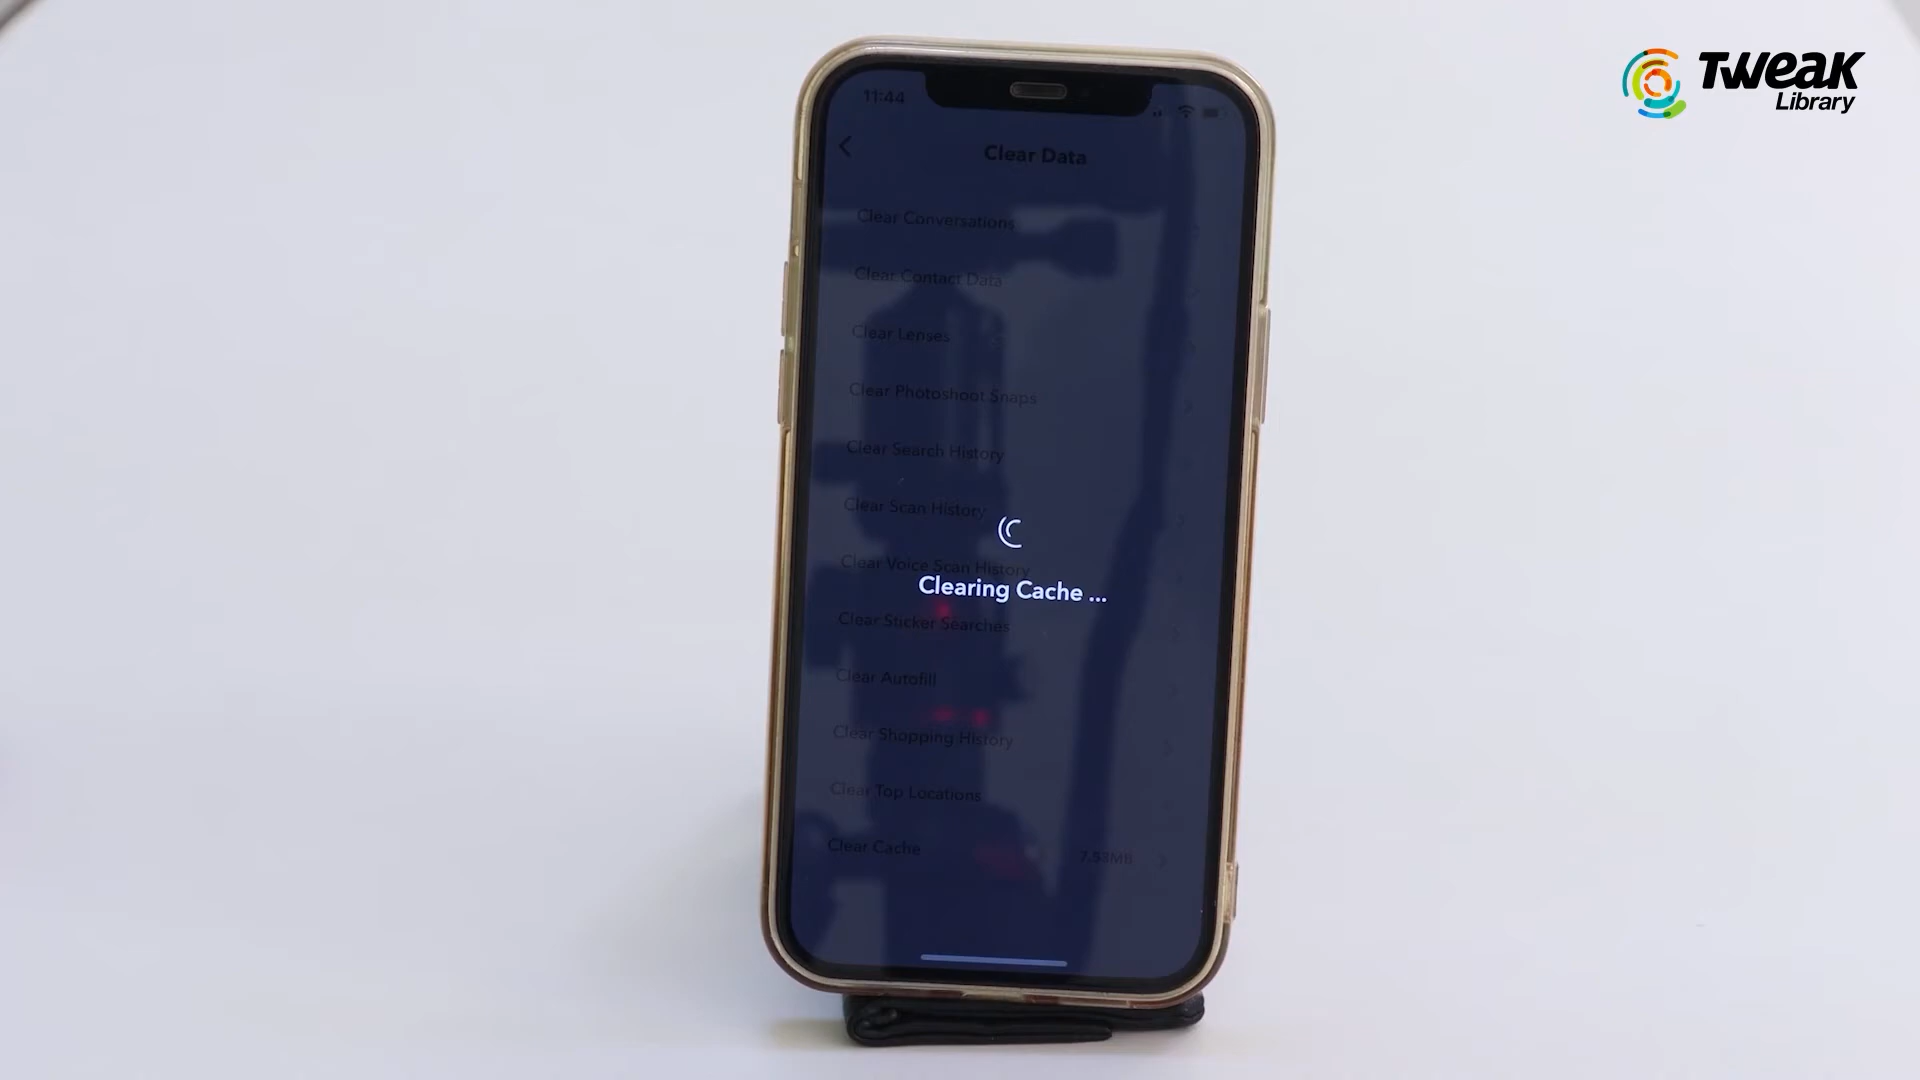 TWEAK
Library
11:44
Clear Data
Clear Conversations
Clear Contact Data
Clear Lenses
Clear Photoshoot Snaps
Clear Search History
Clear Scan History
Clear Voice Scan History
Clearing Cache ...
Clear Sticker Searches
Clear Autofill
Clear Shopping History
Clear Top Locations
Clear Cache 7.53MB